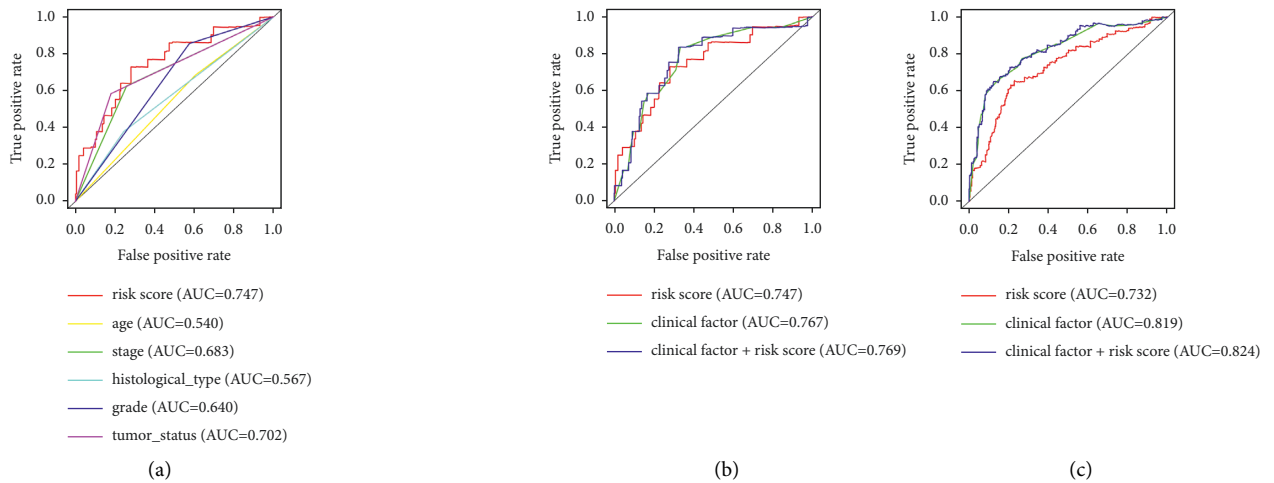 1.0
0.8
0.6
0.4
0.2
0.0
True positive rate
0.0 0.2 0.4 0.6 0.8 1.0
False positive rate
risk score (AUC=0.747)
age (AUC=0.540)
stage (AUC=0.683)
histological_type (AUC=0.567)
grade (AUC=0.640)
tumor_status (AUC=0.702)
(a)
1.0
0.8
0.6
0.4
0.2
0.0
True positive rate
0.0 0.2 0.4 0.6 0.8 1.0
False positive rate
risk score (AUC=0.747)
clinical factor (AUC=0.767)
clinical factor + risk score (AUC=0.769)
(b)
1.0
0.8
0.6
0.4
0.2
0.0
True positive rate
0.0 0.2 0.4 0.6 0.8 1.0
False positive rate
risk score (AUC=0.732)
clinical factor (AUC=0.819)
clinical factor + risk score (AUC=0.824)
(c)